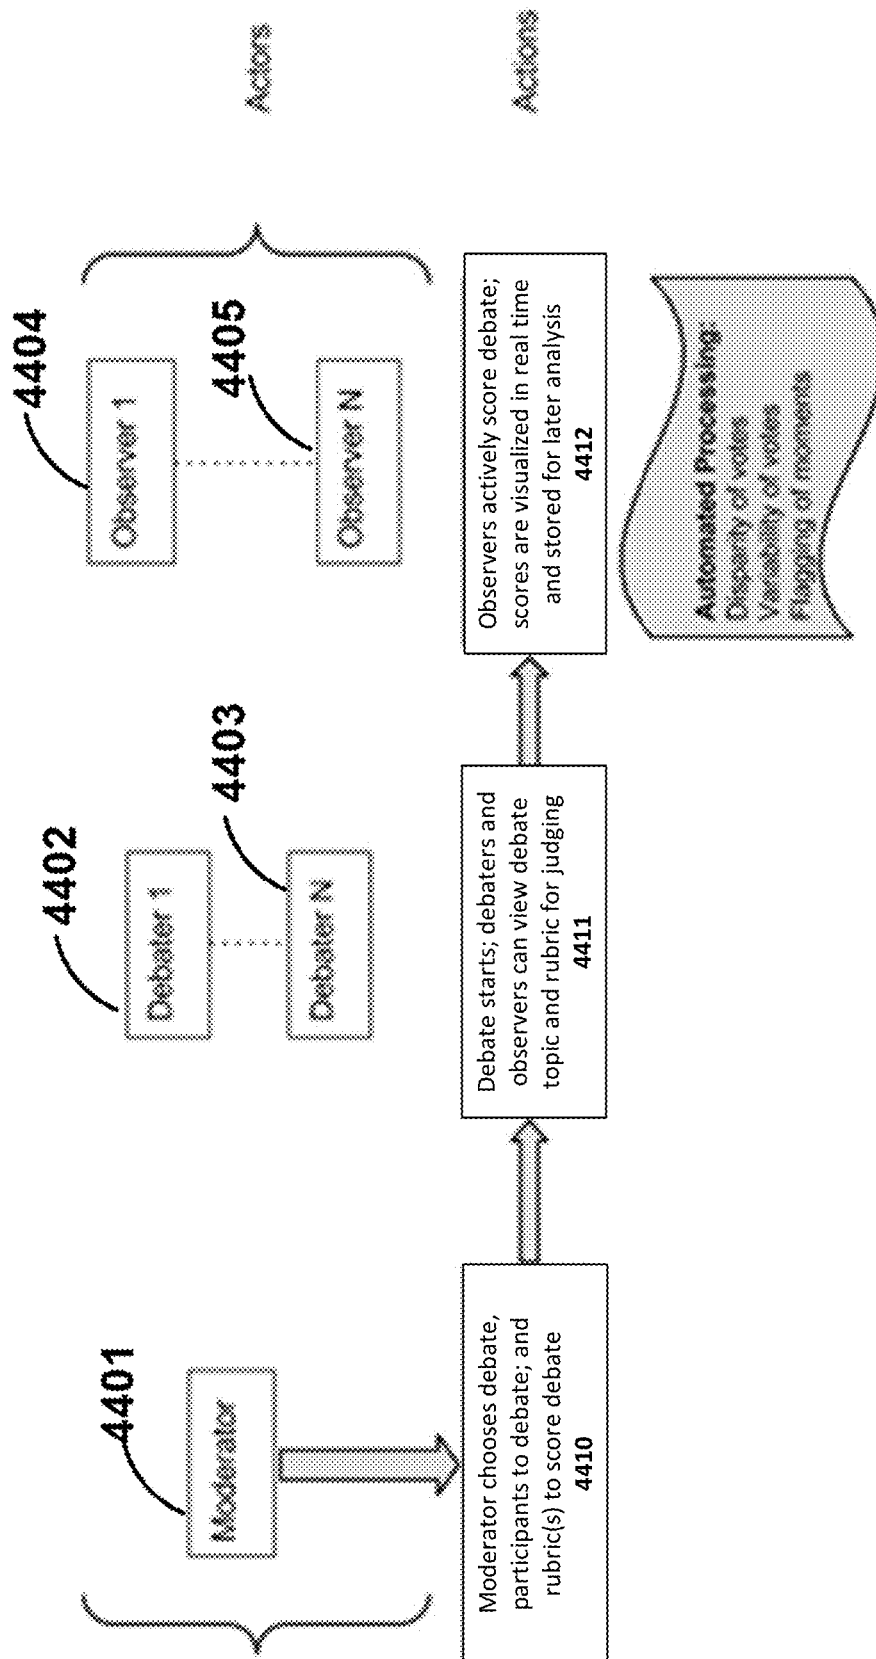 4401
Moderator
4402
Debater 1
4403
Debater N
4404
Observer 1
4405
Observer N
Actors
Moderator chooses debate,
participants to debate; and
rubric(s) to score debate
4410
Debate starts; debaters and
observers can view debate
topic and rubric for judging
4411
Observers actively score debate;
scores are visualized in real time
and stored for later analysis
4412
Actions
Automated Processing:
Disparity of votes
Variability of votes
Flagging of moments